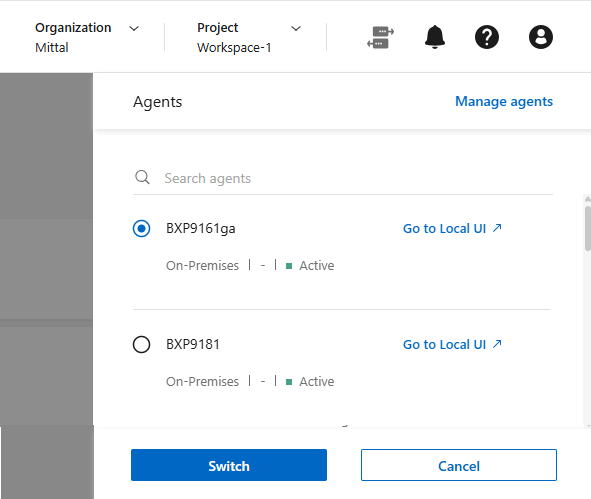 Organization
Mittal
Project
Workspace-1
Agents
Manage agents
Search agents
BXP9161ga
Go to Local UI
On-Premises | - | Active
BXP9181
Go to Local UI
On-Premises | - | Active
Switch
Cancel